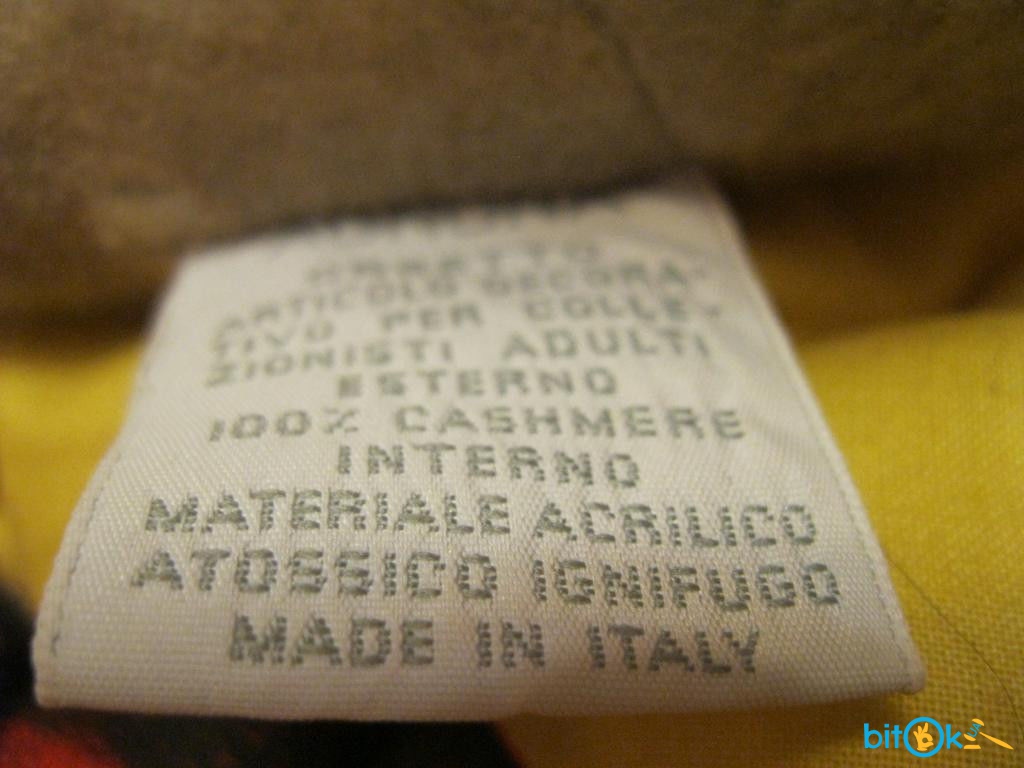 ARTICOLO DECORA-
TIVO PER COLLE-
ZIONISTI ADULTI
ESTERNO
100% CASHMERE
INTERNO
MATERIALE ACRILICO
ATOSSICO IGNIFUGO
MADE IN ITALY
bitOk